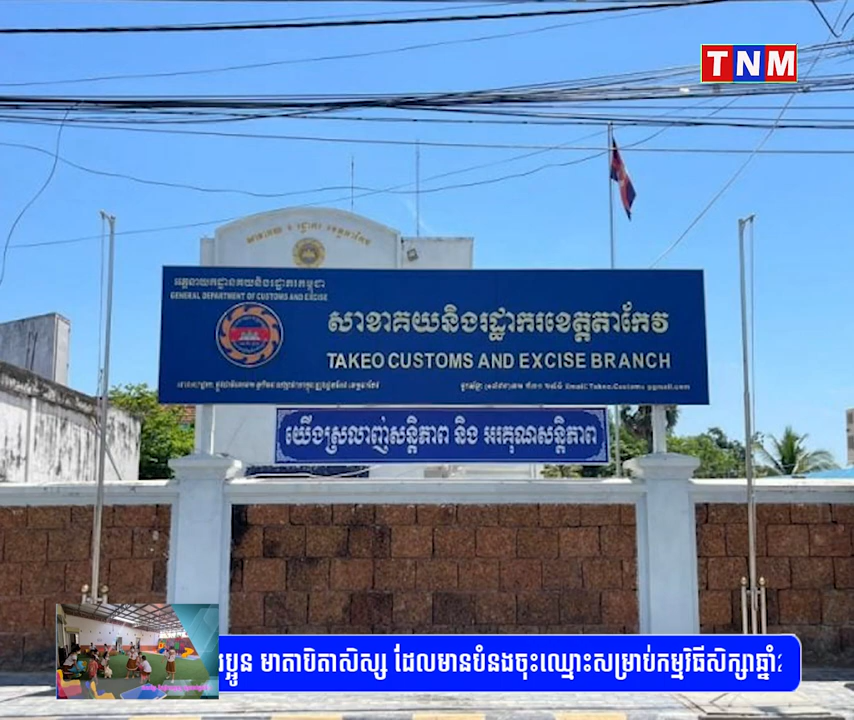 TNM
អគ្គនាយកដ្ឋានគយនិងរដ្ឋាករកម្ពុជា
GENERAL DEPARTMENT OF CUSTOMS AND EXCISE
សាខាគយនិងរដ្ឋាករខេត្តតាកែវ
TAKEO CUSTOMS AND EXCISE BRANCH
យើងស្រលាញ់សន្តិភាព និង អរគុណសន្តិភាព
មាតាបិតាសិស្ស ដែលមានបំនងចុះឈ្មោះសម្រាប់កម្មវិធីសិក្សាឆ្នាំ